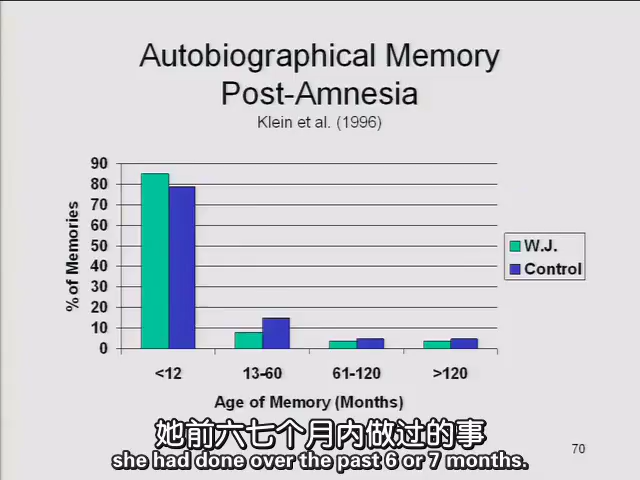 Autobiographical Memory
Post-Amnesia
Klein et al. (1996)
90
80
70
60
50
40
30
20
10
0
% of Memories
<12
13-60
61-120
>120
Age of Memory (Months)
W.J.
Control
她前六七个月内做过的事
she had done over the past 6 or 7 months.
70